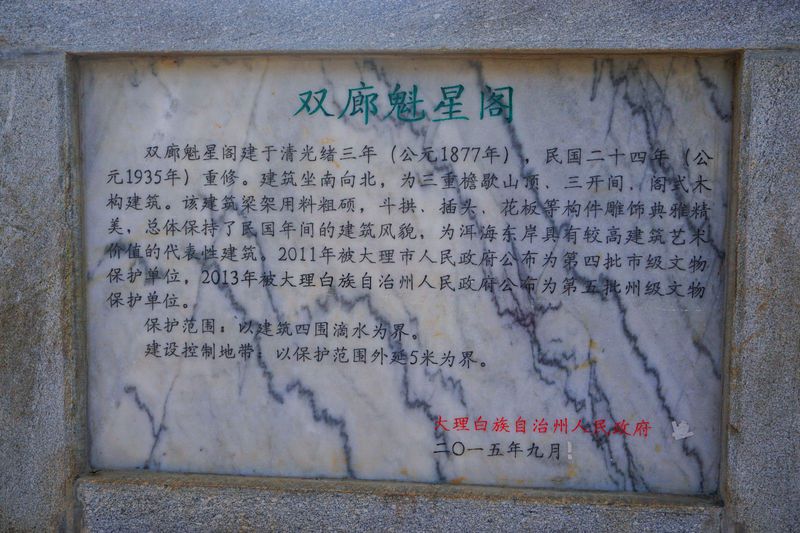 双廊魁星阁
双廊魁星阁建于清光绪三年（公元1877年），民国二十四年（公
元1935年）重修。建筑坐南向北，为三重檐歇山顶、三开间、阁式木
构建筑。该建筑梁架用料粗硕，斗拱、插头、花板等构件雕饰典雅精
美，总体保持了民国年间的建筑风貌，为洱海东岸具有较高建筑艺术
价值的代表性建筑。2011年被大理市人民政府公布为第四批市级文物
保护单位，2013年被大理白族自治州人民政府公布为第五批州级文物
保护单位。
保护范围：以建筑四围滴水为界。
建设控制地带：以保护范围外延5米为界。
大理白族自治州人民政府
二〇一五年九月